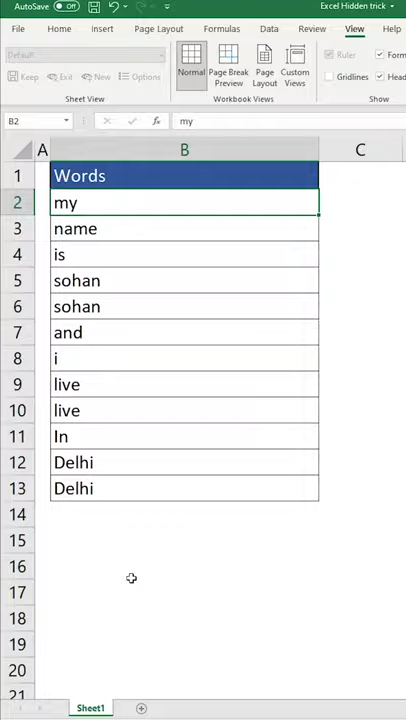 AutoSave Off Excel Hidden trick
File Home Insert Page Layout Formulas Data Review View Help
Default
Keep Exit New Options
Normal Page Break Preview Page Layout Custom Views
Ruler Form
Gridlines Head
Sheet View Workbook Views Show
B2 fx my
A B C
1 Words
2 my
3 name
4 is
5 sohan
6 sohan
7 and
8 i
9 live
10 live
11 In
12 Delhi
13 Delhi
14
15
16
17
18
19
20
21
Sheet1